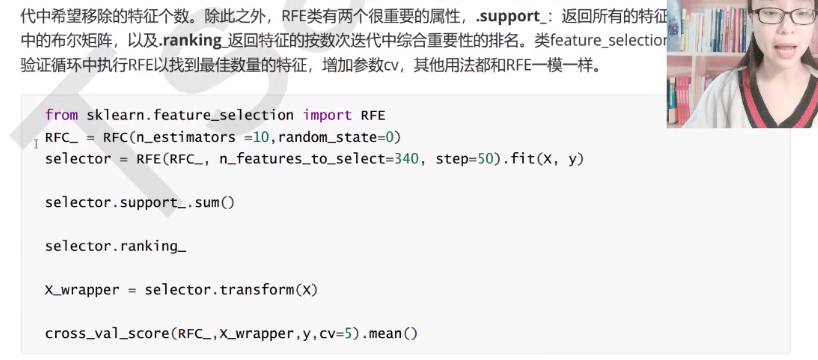 代中希望移除的特征个数。除此之外，RFE类有两个很重要的属性，.support_：返回所有的特征
中的布尔矩阵，以及.ranking_返回特征的按数次迭代中综合重要性的排名。类feature_selection
验证循环中执行RFE以找到最佳数量的特征，增加参数cv，其他用法都和RFE一模一样。
from sklearn.feature_selection import RFE
RFC_ = RFC(n_estimators =10,random_state=0)
selector = RFE(RFC_, n_features_to_select=340, step=50).fit(X, y)
selector.support_.sum()
selector.ranking_
X_wrapper = selector.transform(X)
cross_val_score(RFC_,X_wrapper,y,cv=5).mean()